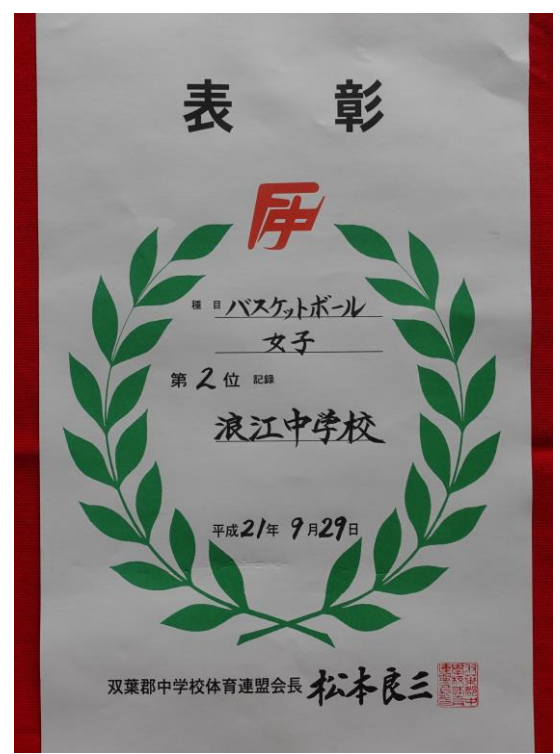 表彰
種目 バスケットボール
女子
第2位 記録
浪江中学校
平成21年9月29日
双葉郡中学校体育連盟会長 松本良三